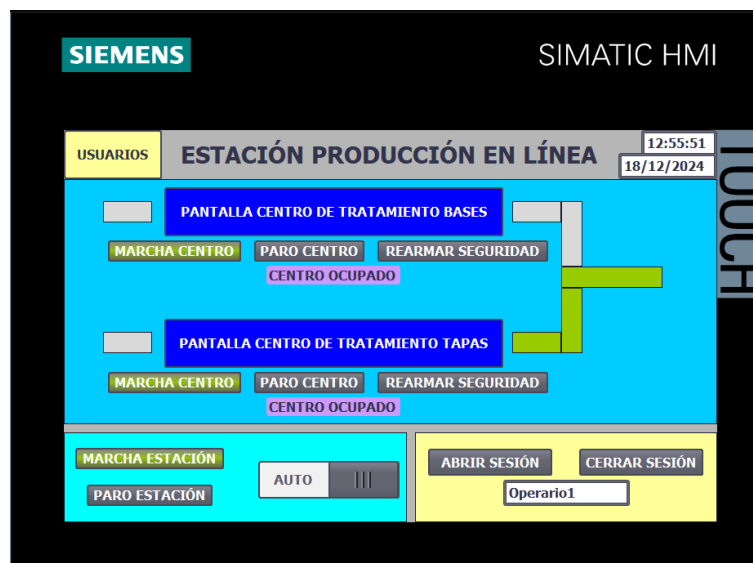 SIEMENS
SIMATIC HMI
TOUCH
USUARIOS
ESTACIÓN PRODUCCIÓN EN LÍNEA
12:55:51
18/12/2024
PANTALLA CENTRO DE TRATAMIENTO BASES
MARCHA CENTRO
PARO CENTRO
REARMAR SEGURIDAD
CENTRO OCUPADO
PANTALLA CENTRO DE TRATAMIENTO TAPAS
MARCHA CENTRO
PARO CENTRO
REARMAR SEGURIDAD
CENTRO OCUPADO
MARCHA ESTACIÓN
PARO ESTACIÓN
AUTO
ABRIR SESIÓN
CERRAR SESIÓN
Operario1